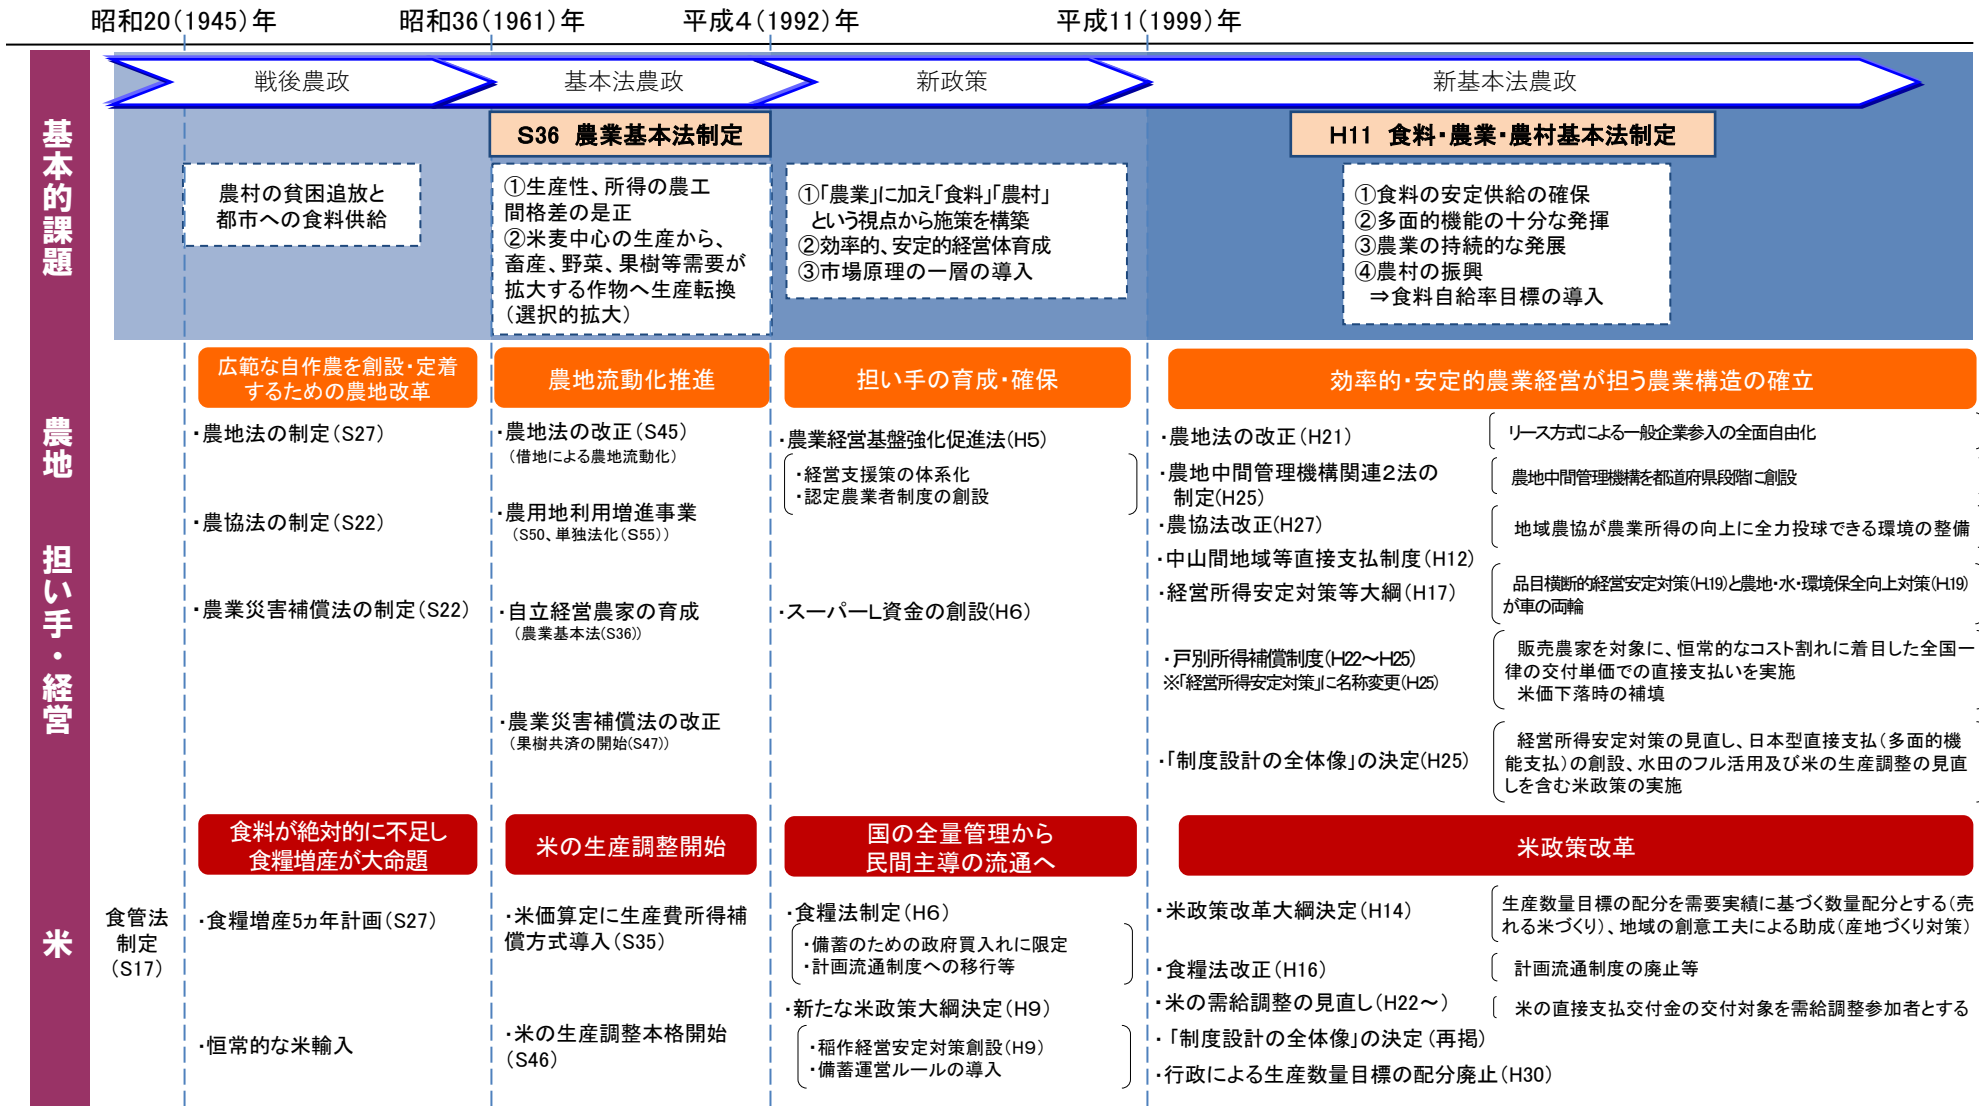 昭和20(1945)年
昭和36(1961)年
平成4(1992)年
平成11(1999)年
戦後農政
基本法農政
新政策
新基本法農政
基本的課題
S36 農業基本法制定
H11 食料・農業・農村基本法制定
農村の貧困追放と
都市への食料供給
①生産性、所得の農工
間格差の是正
②米麦中心の生産から、
畜産、野菜、果樹等需要が
拡大する作物へ生産転換
(選択的拡大)
①「農業」に加え「食料」「農村」
という視点から施策を構築
②効率的、安定的経営体育成
③市場原理の一層の導入
①食料の安定供給の確保
②多面的機能の十分な発揮
③農業の持続的な発展
④農村の振興
⇒食料自給率目標の導入
農地 担い手・経営
広範な自作農を創設・定着
するための農地改革
・農地法の制定(S27)
・農協法の制定(S22)
・農業災害補償法の制定(S22)
農地流動化推進
・農地法の改正(S45)
(借地による農地流動化)
・農用地利用増進事業
(S50、単独法化(S55))
・自立経営農家の育成
(農業基本法(S36))
・農業災害補償法の改正
(果樹共済の開始(S47))
担い手の育成・確保
・農業経営基盤強化促進法(H5)
・経営支援策の体系化
・認定農業者制度の創設
・スーパーL資金の創設(H6)
効率的・安定的農業経営が担う農業構造の確立
・農地法の改正(H21)
リース方式による一般企業参入の全面自由化
・農地中間管理機構関連2法の
制定(H25)
農地中間管理機構を都道府県段階に創設
・農協法改正(H27)
地域農協が農業所得の向上に全力投球できる環境の整備
・中山間地域等直接支払制度(H12)
・経営所得安定対策等大綱(H17)
品目横断的経営安定対策(H19)と農地・水・環境保全向上対策(H19)
が車の両輪
・戸別所得補償制度(H22~H25)
※「経営所得安定対策」に名称変更(H25)
販売農家を対象に、恒常的なコスト割れに着目した全国一
律の交付単価での直接支払いを実施
米価下落時の補填
・「制度設計の全体像」の決定(H25)
経営所得安定対策の見直し、日本型直接支払(多面的機
能支払)の創設、水田のフル活用及び米の生産調整の見直
しを含む米政策の実施
米
食管法
制定
(S17)
食料が絶対的に不足し
食糧増産が大命題
・食糧増産5ヵ年計画(S27)
・恒常的な米輸入
米の生産調整開始
・米価算定に生産費所得補
償方式導入(S35)
・米の生産調整本格開始
(S46)
国の全量管理から
民間主導の流通へ
・食糧法制定(H6)
・備蓄のための政府買入れに限定
・計画流通制度への移行等
・新たな米政策大綱決定(H9)
・稲作経営安定対策創設(H9)
・備蓄運営ルールの導入
米政策改革
・米政策改革大綱決定(H14)
生産数量目標の配分を需要実績に基づく数量配分とする(売
れる米づくり)、地域の創意工夫による助成(産地づくり対策)
・食糧法改正(H16)
計画流通制度の廃止等
・米の需給調整の見直し(H22~)
米の直接支払交付金の交付対象を需給調整参加者とする
・「制度設計の全体像」の決定(再掲)
・行政による生産数量目標の配分廃止(H30)